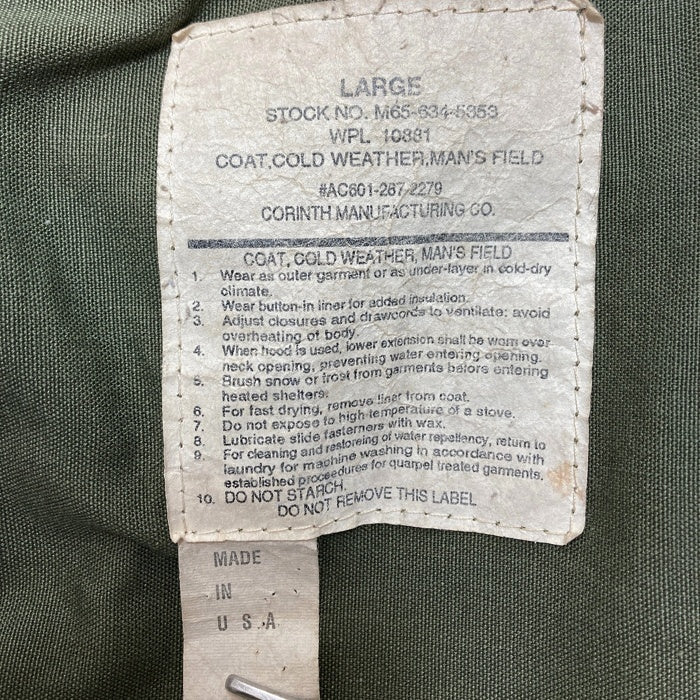 LARGE
STOCK NO. M65-634-5353
WPL 10881
COAT,COLD WEATHER,MAN'S FIELD
#AC601-287-2279
CORINTH MANUFACTURING CO.
COAT, COLD WEATHER, MAN'S FIELD
1. Wear as outer garment or as under-layer in cold-dry
climate.
2. Wear button-in liner for added insulation.
3. Adjust closures and drawcords to ventilate: avoid
overheating of body.
4. When hood is used, lower extension shall be worn over
neck opening, preventing water entering opening.
5. Brush snow or frost from garments before entering
heated shelters.
6. For fast drying, remove liner from coat.
7. Do not expose to high temperature of a stove.
8. Lubricate slide fasterners with wax.
9. For cleaning and restoreing of water repellency, return to
laundry for machine washing in accordance with
established proceedures for quarpel treated garments.
10. DO NOT STARCH.
DO NOT REMOVE THIS LABEL
MADE
IN
U S.A